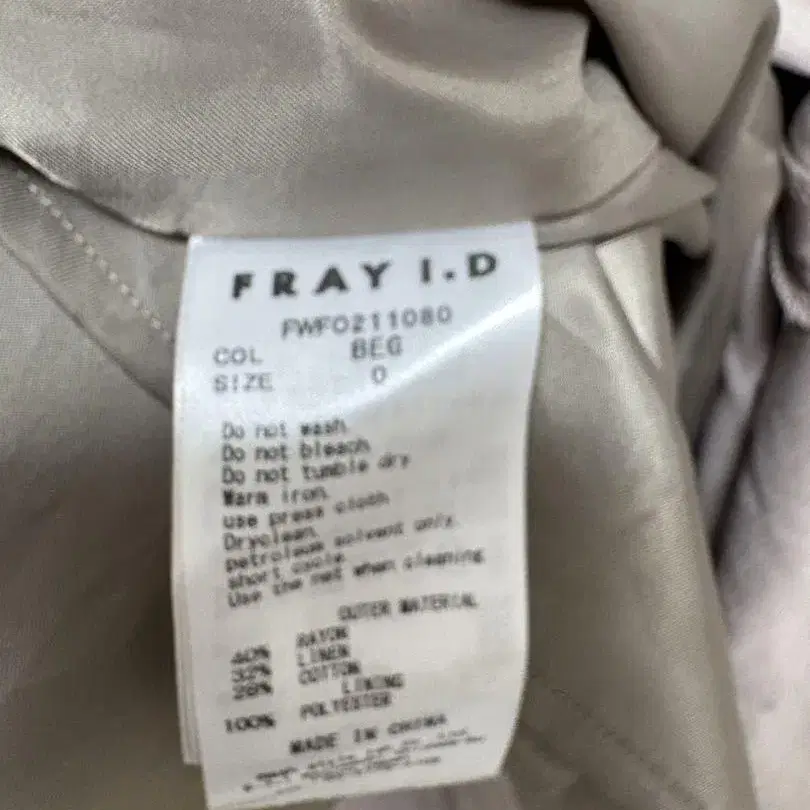 FRAY I.D
FWFO211080
COL BEG
SIZE 0
Do not wash
Do not bleach
Do not tumble dry
Warm iron.
use press cloth
Dryclean.
petroleum solvent only.
short cycle.
Use the net when cleaning
OUTER MATERIAL
40% RAYON
32% LINEN
28% COTTON
LINING
100% POLYESTER
MADE IN CHINA